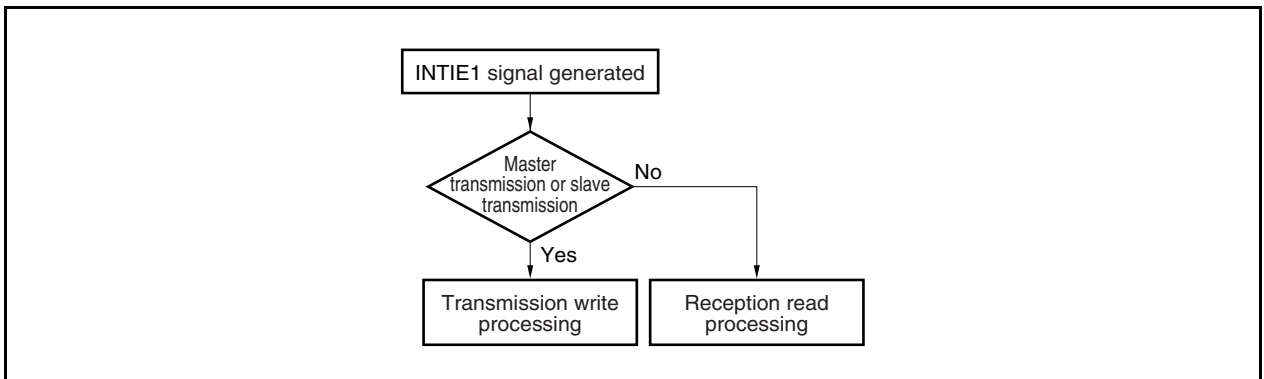 INTIE1 signal generated
Master
transmission or slave
transmission
No
Yes
Transmission write
processing
Reception read
processing